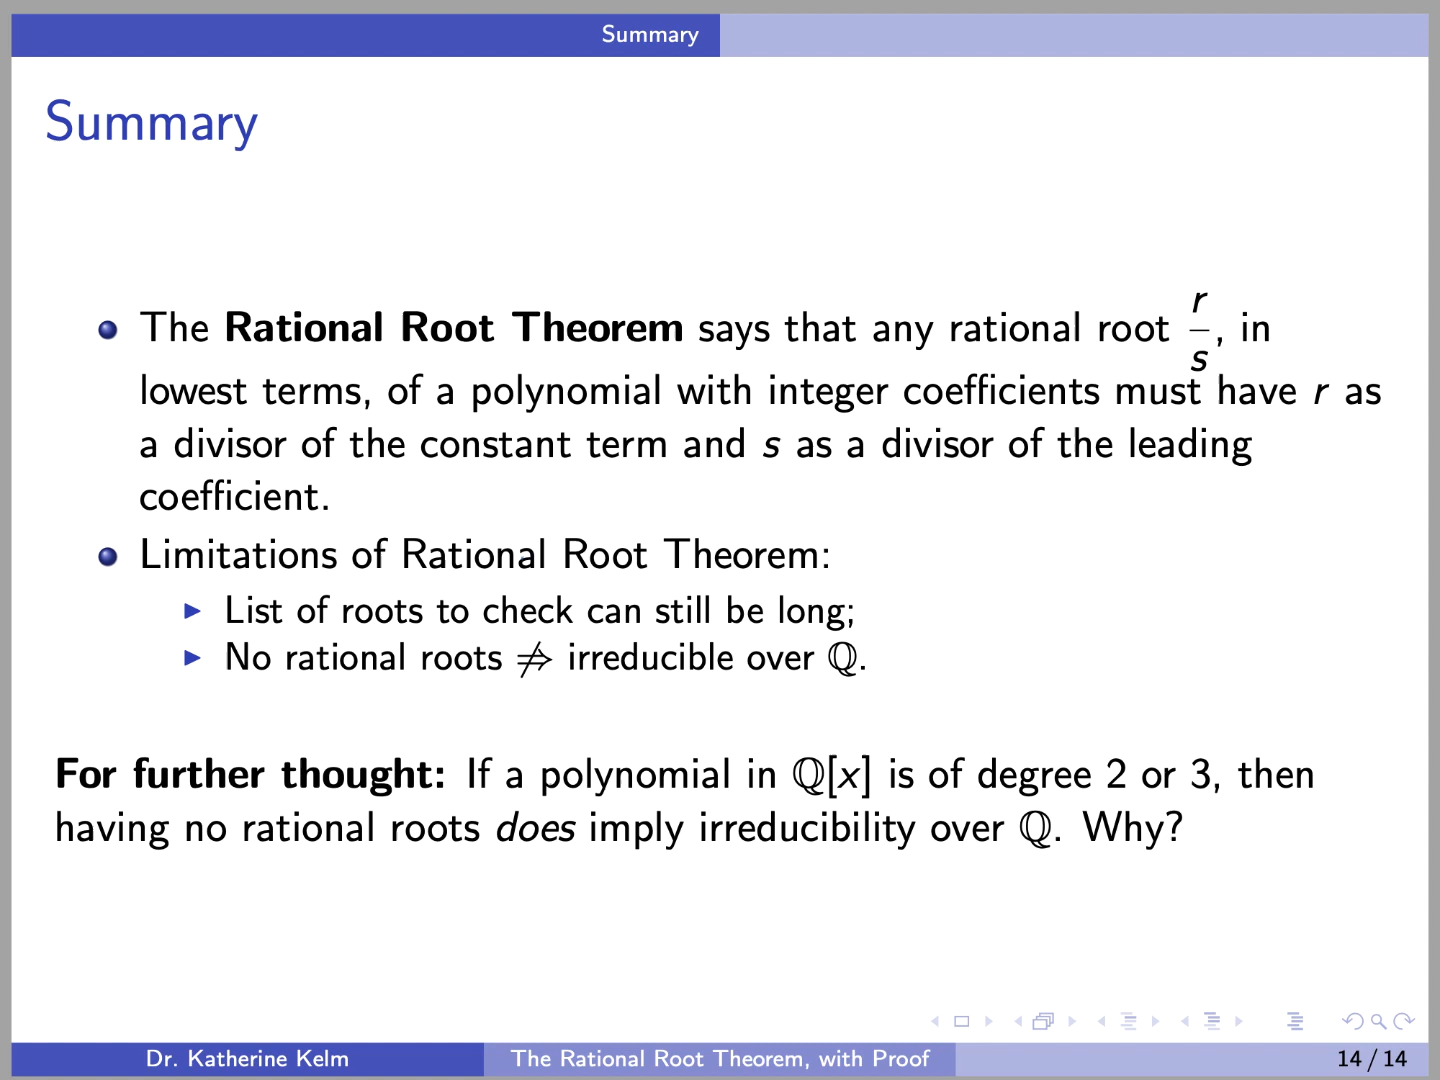 Summary
Summary
The Rational Root Theorem says that any rational root r/s, in
lowest terms, of a polynomial with integer coefficients must have r as
a divisor of the constant term and s as a divisor of the leading
coefficient.
Limitations of Rational Root Theorem:
List of roots to check can still be long;
No rational roots ⇏ irreducible over ℚ.
For further thought: If a polynomial in ℚ[x] is of degree 2 or 3, then
having no rational roots does imply irreducibility over ℚ. Why?
Dr. Katherine Kelm
The Rational Root Theorem, with Proof
14 / 14